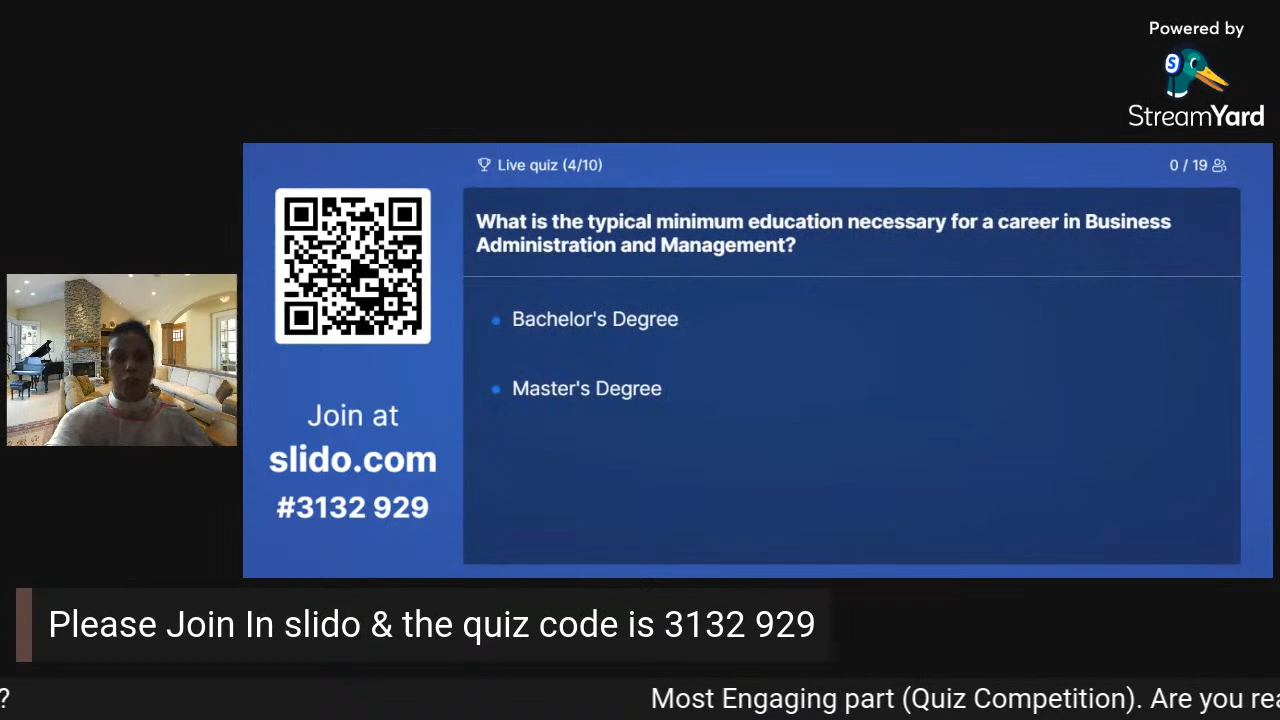 Powered by
StreamYard
Live quiz (4/10)
0 / 19
What is the typical minimum education necessary for a career in Business
Administration and Management?
Bachelor's Degree
Master's Degree
Join at
slido.com
#3132 929
Please Join In slido & the quiz code is 3132 929
? Most Engaging part (Quiz Competition). Are you rea